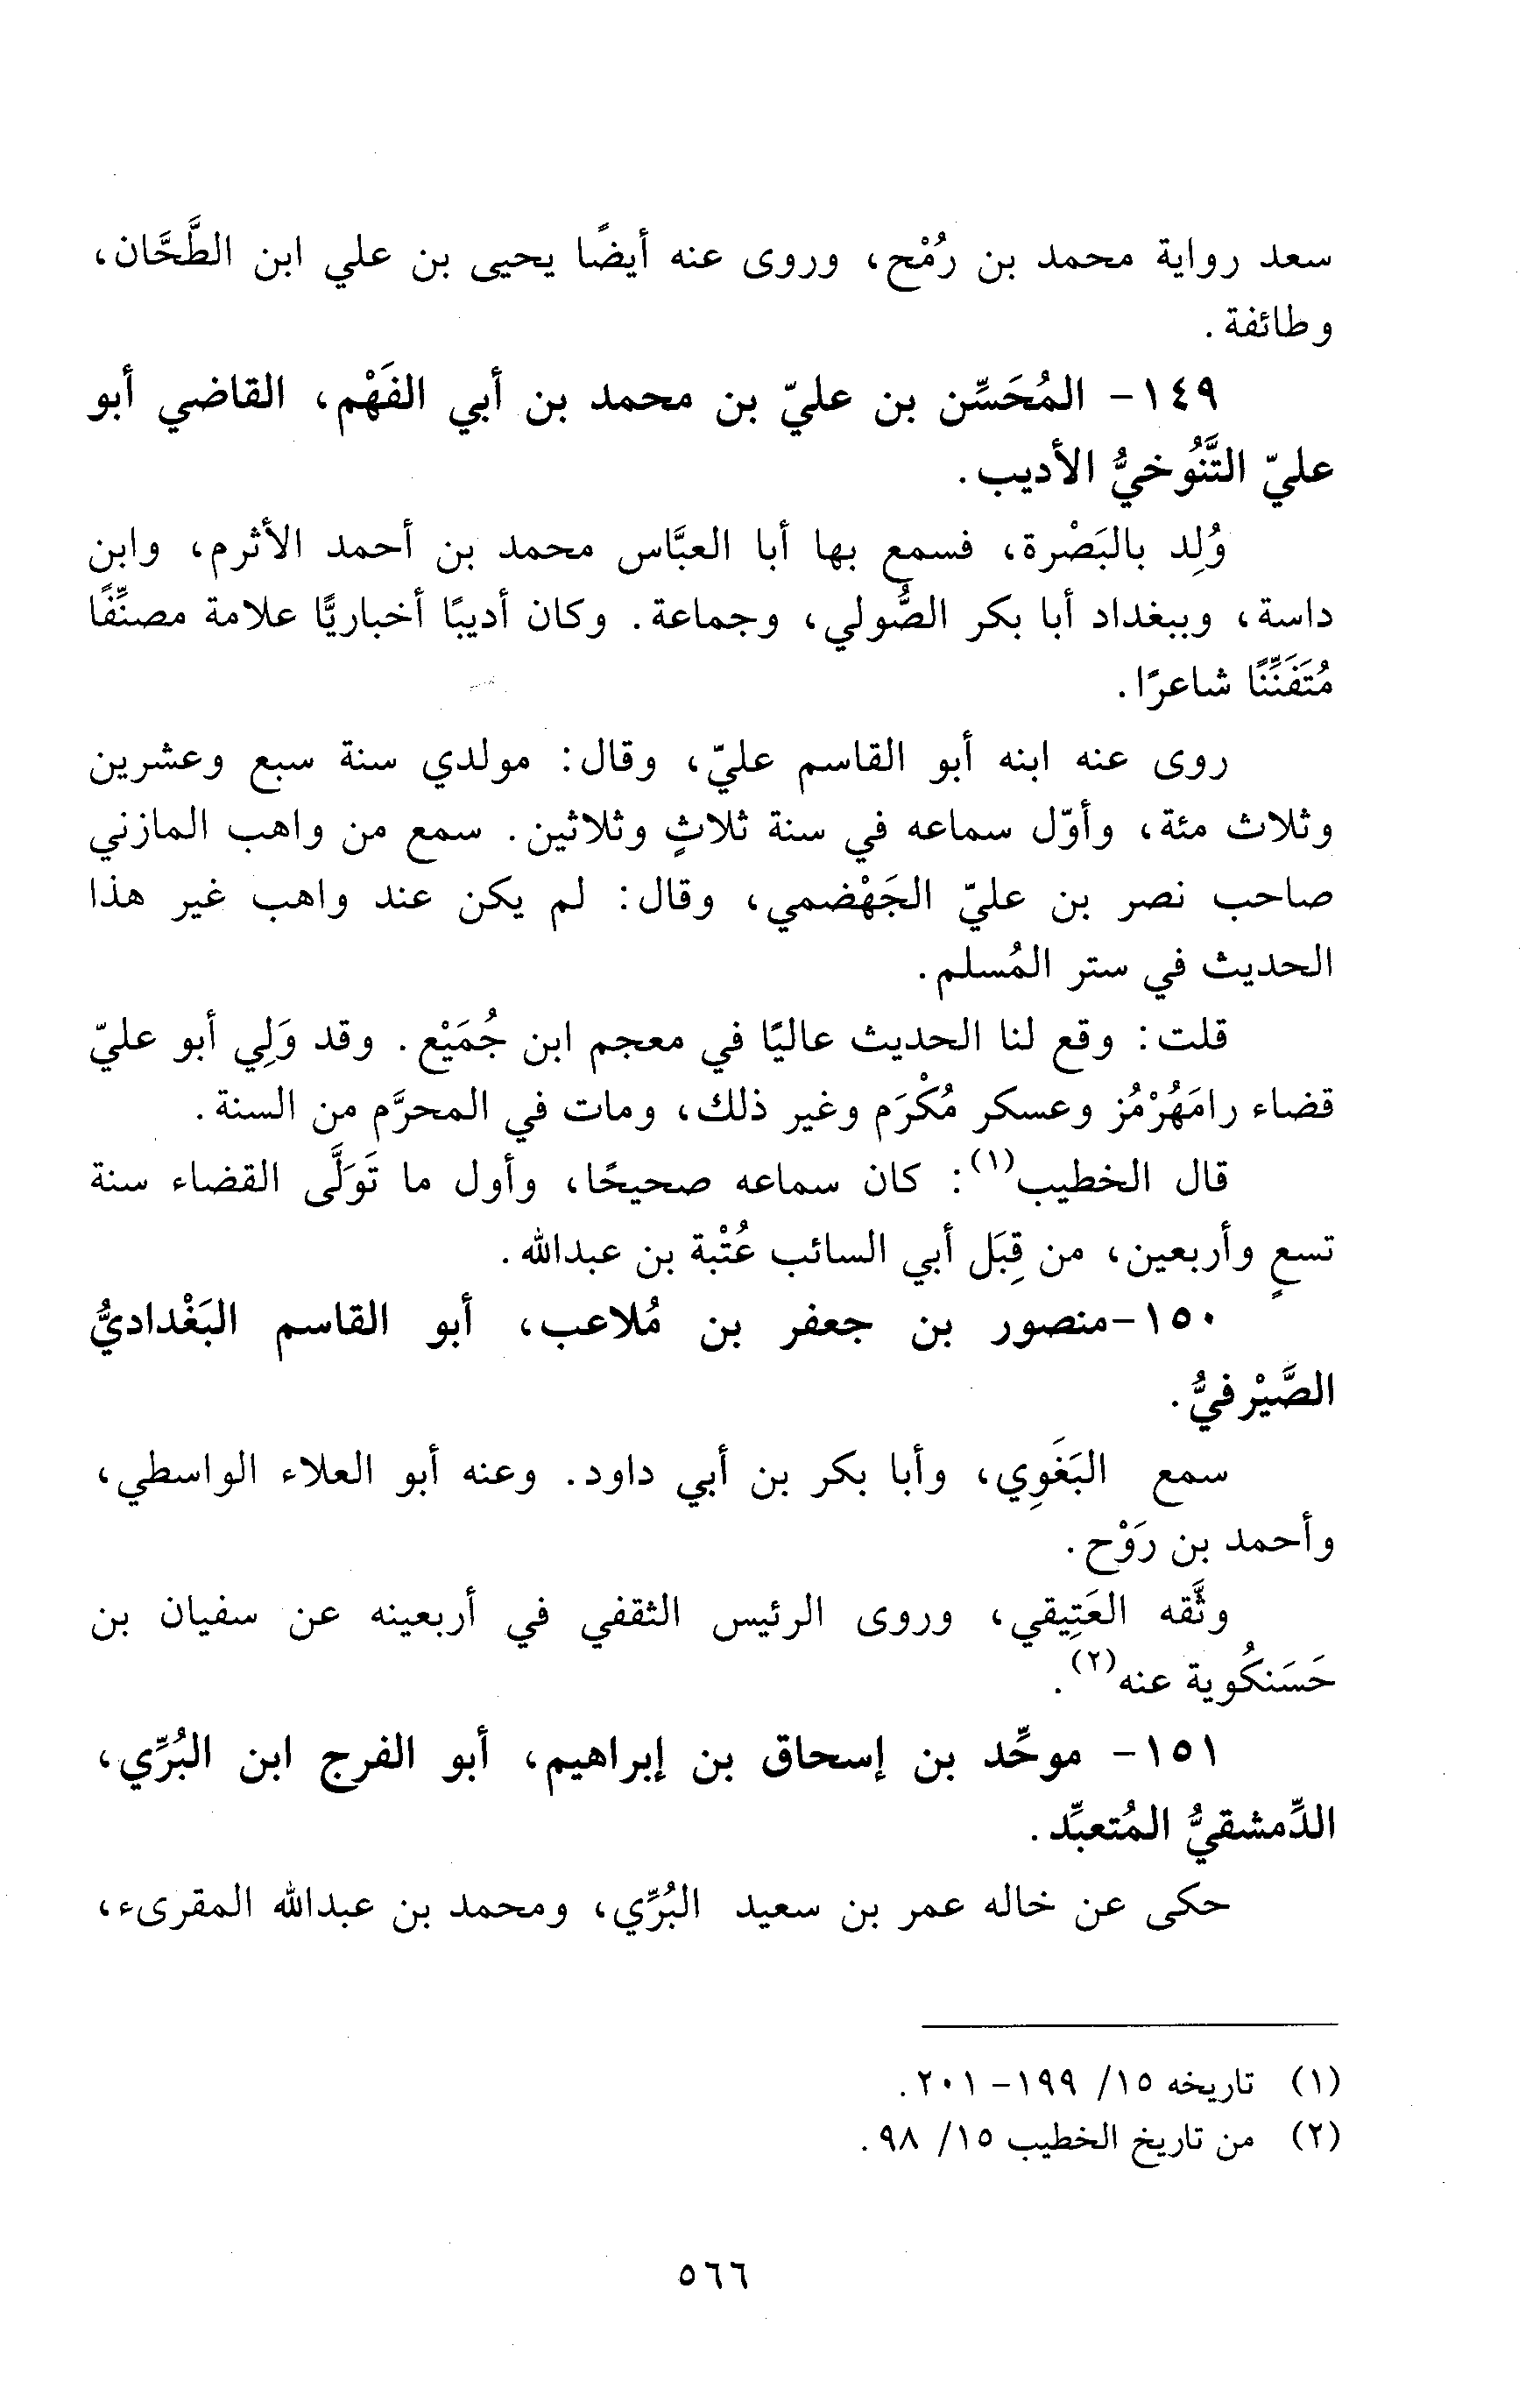 سعد رواية محمد بن رُمْح، وروى عنه أيضًا يحيى بن علي ابن الطَّحَّان،
وطائفة.
١٤٩- المُحَسِّن بن عليّ بن محمد بن أبي الفَهْم، القاضي أبو
عليّ التَّنُوخيُّ الأديب.
وُلِد بالبَصْرة، فسمع بها أبا العبَّاس محمد بن أحمد الأثرم، وابن
داسة، وببغداد أبا بكر الصُّولي، وجماعة. وكان أديبًا أخباريًّا علامة مصنِّفًا
مُتَفَنِّنًا شاعرًا.
روى عنه ابنه أبو القاسم عليّ، وقال: مولدي سنة سبع وعشرين
وثلاث مئة، وأوّل سماعه في سنة ثلاثٍ وثلاثين. سمع من واهب المازني
صاحب نصر بن عليّ الجَهْضمي، وقال: لم يكن عند واهب غير هذا
الحديث في ستر المُسلم.
قلت: وقع لنا الحديث عاليًا في معجم ابن جُمَيْع. وقد وَلِي أبو عليّ
قضاء رامَهُرْمُز وعسكر مُكْرَم وغير ذلك، ومات في المحرَّم من السنة.
قال الخطيب(١): كان سماعه صحيحًا، وأول ما تَوَلَّى القضاء سنة
تسعٍ وأربعين، من قِبَل أبي السائب عُتْبة بن عبدالله.
١٥٠-منصور بن جعفر بن مُلاعب، أبو القاسم البَغْداديُّ
الصَّيْرفيُّ.
سمع البَغَوِي، وأبا بكر بن أبي داود. وعنه أبو العلاء الواسطي،
وأحمد بن رَوْح.
وثَّقه العَتِيقي، وروى الرئيس الثقفي في أربعينه عن سفيان بن
حَسَنكُوية عنه(٢).
١٥١- موحِّد بن إسحاق بن إبراهيم، أبو الفرج ابن البُرِّي،
الدِّمشقيُّ المُتعبِّد.
حكى عن خاله عمر بن سعيد البُرِّي، ومحمد بن عبدالله المقرىء،
(١) تاريخه ١٥/ ١٩٩- ٢٠١.
(٢) من تاريخ الخطيب ١٥/ ٩٨.
٥٦٦